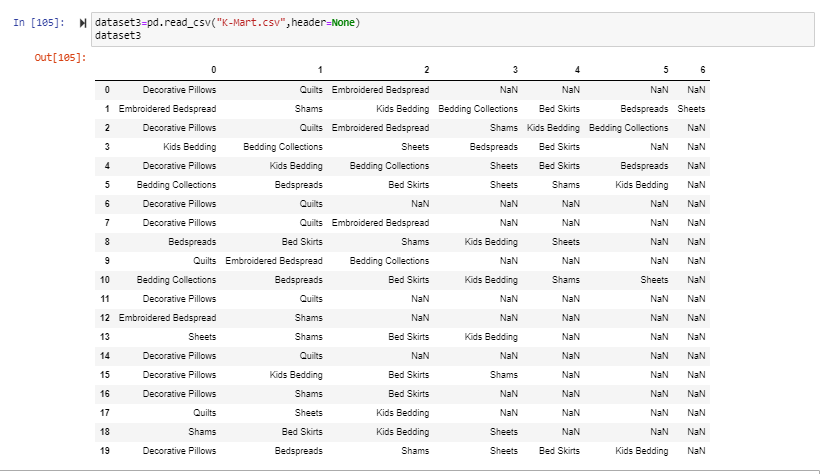 In [105]: dataset3=pd.read_csv("K-Mart.csv",header=None)
dataset3
Out[105]:
0 1 2 3 4 5 6
0 Decorative Pillows Quilts Embroidered Bedspread NaN NaN NaN NaN
1 Embroidered Bedspread Shams Kids Bedding Bedding Collections Bed Skirts Bedspreads Sheets
2 Decorative Pillows Quilts Embroidered Bedspread Shams Kids Bedding Bedding Collections NaN
3 Kids Bedding Bedding Collections Sheets Bedspreads Bed Skirts NaN NaN
4 Decorative Pillows Kids Bedding Bedding Collections Sheets Bed Skirts Bedspreads NaN
5 Bedding Collections Bedspreads Bed Skirts Sheets Shams Kids Bedding NaN
6 Decorative Pillows Quilts NaN NaN NaN NaN NaN
7 Decorative Pillows Quilts Embroidered Bedspread NaN NaN NaN NaN
8 Bedspreads Bed Skirts Shams Kids Bedding Sheets NaN NaN
9 Quilts Embroidered Bedspread Bedding Collections NaN NaN NaN NaN
10 Bedding Collections Bedspreads Bed Skirts Kids Bedding Shams Sheets NaN
11 Decorative Pillows Quilts NaN NaN NaN NaN NaN
12 Embroidered Bedspread Shams NaN NaN NaN NaN NaN
13 Sheets Shams Bed Skirts Kids Bedding NaN NaN NaN
14 Decorative Pillows Quilts NaN NaN NaN NaN NaN
15 Decorative Pillows Kids Bedding Bed Skirts Shams NaN NaN NaN
16 Decorative Pillows Shams Bed Skirts NaN NaN NaN NaN
17 Quilts Sheets Kids Bedding NaN NaN NaN NaN
18 Shams Bed Skirts Kids Bedding Sheets NaN NaN NaN
19 Decorative Pillows Bedspreads Shams Sheets Bed Skirts Kids Bedding NaN